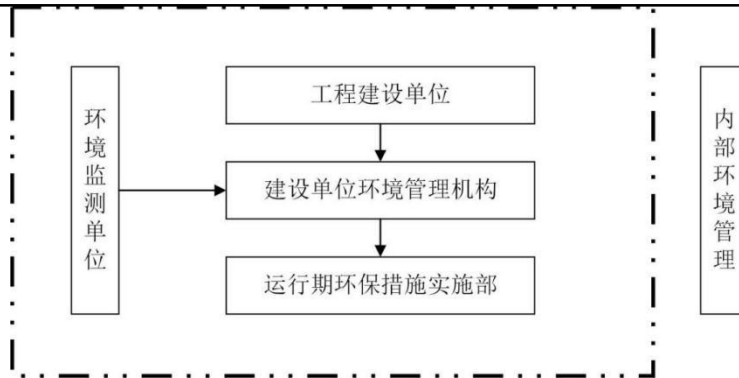 环境监测单位
工程建设单位
建设单位环境管理机构
运行期环保措施实施部
内部环境管理